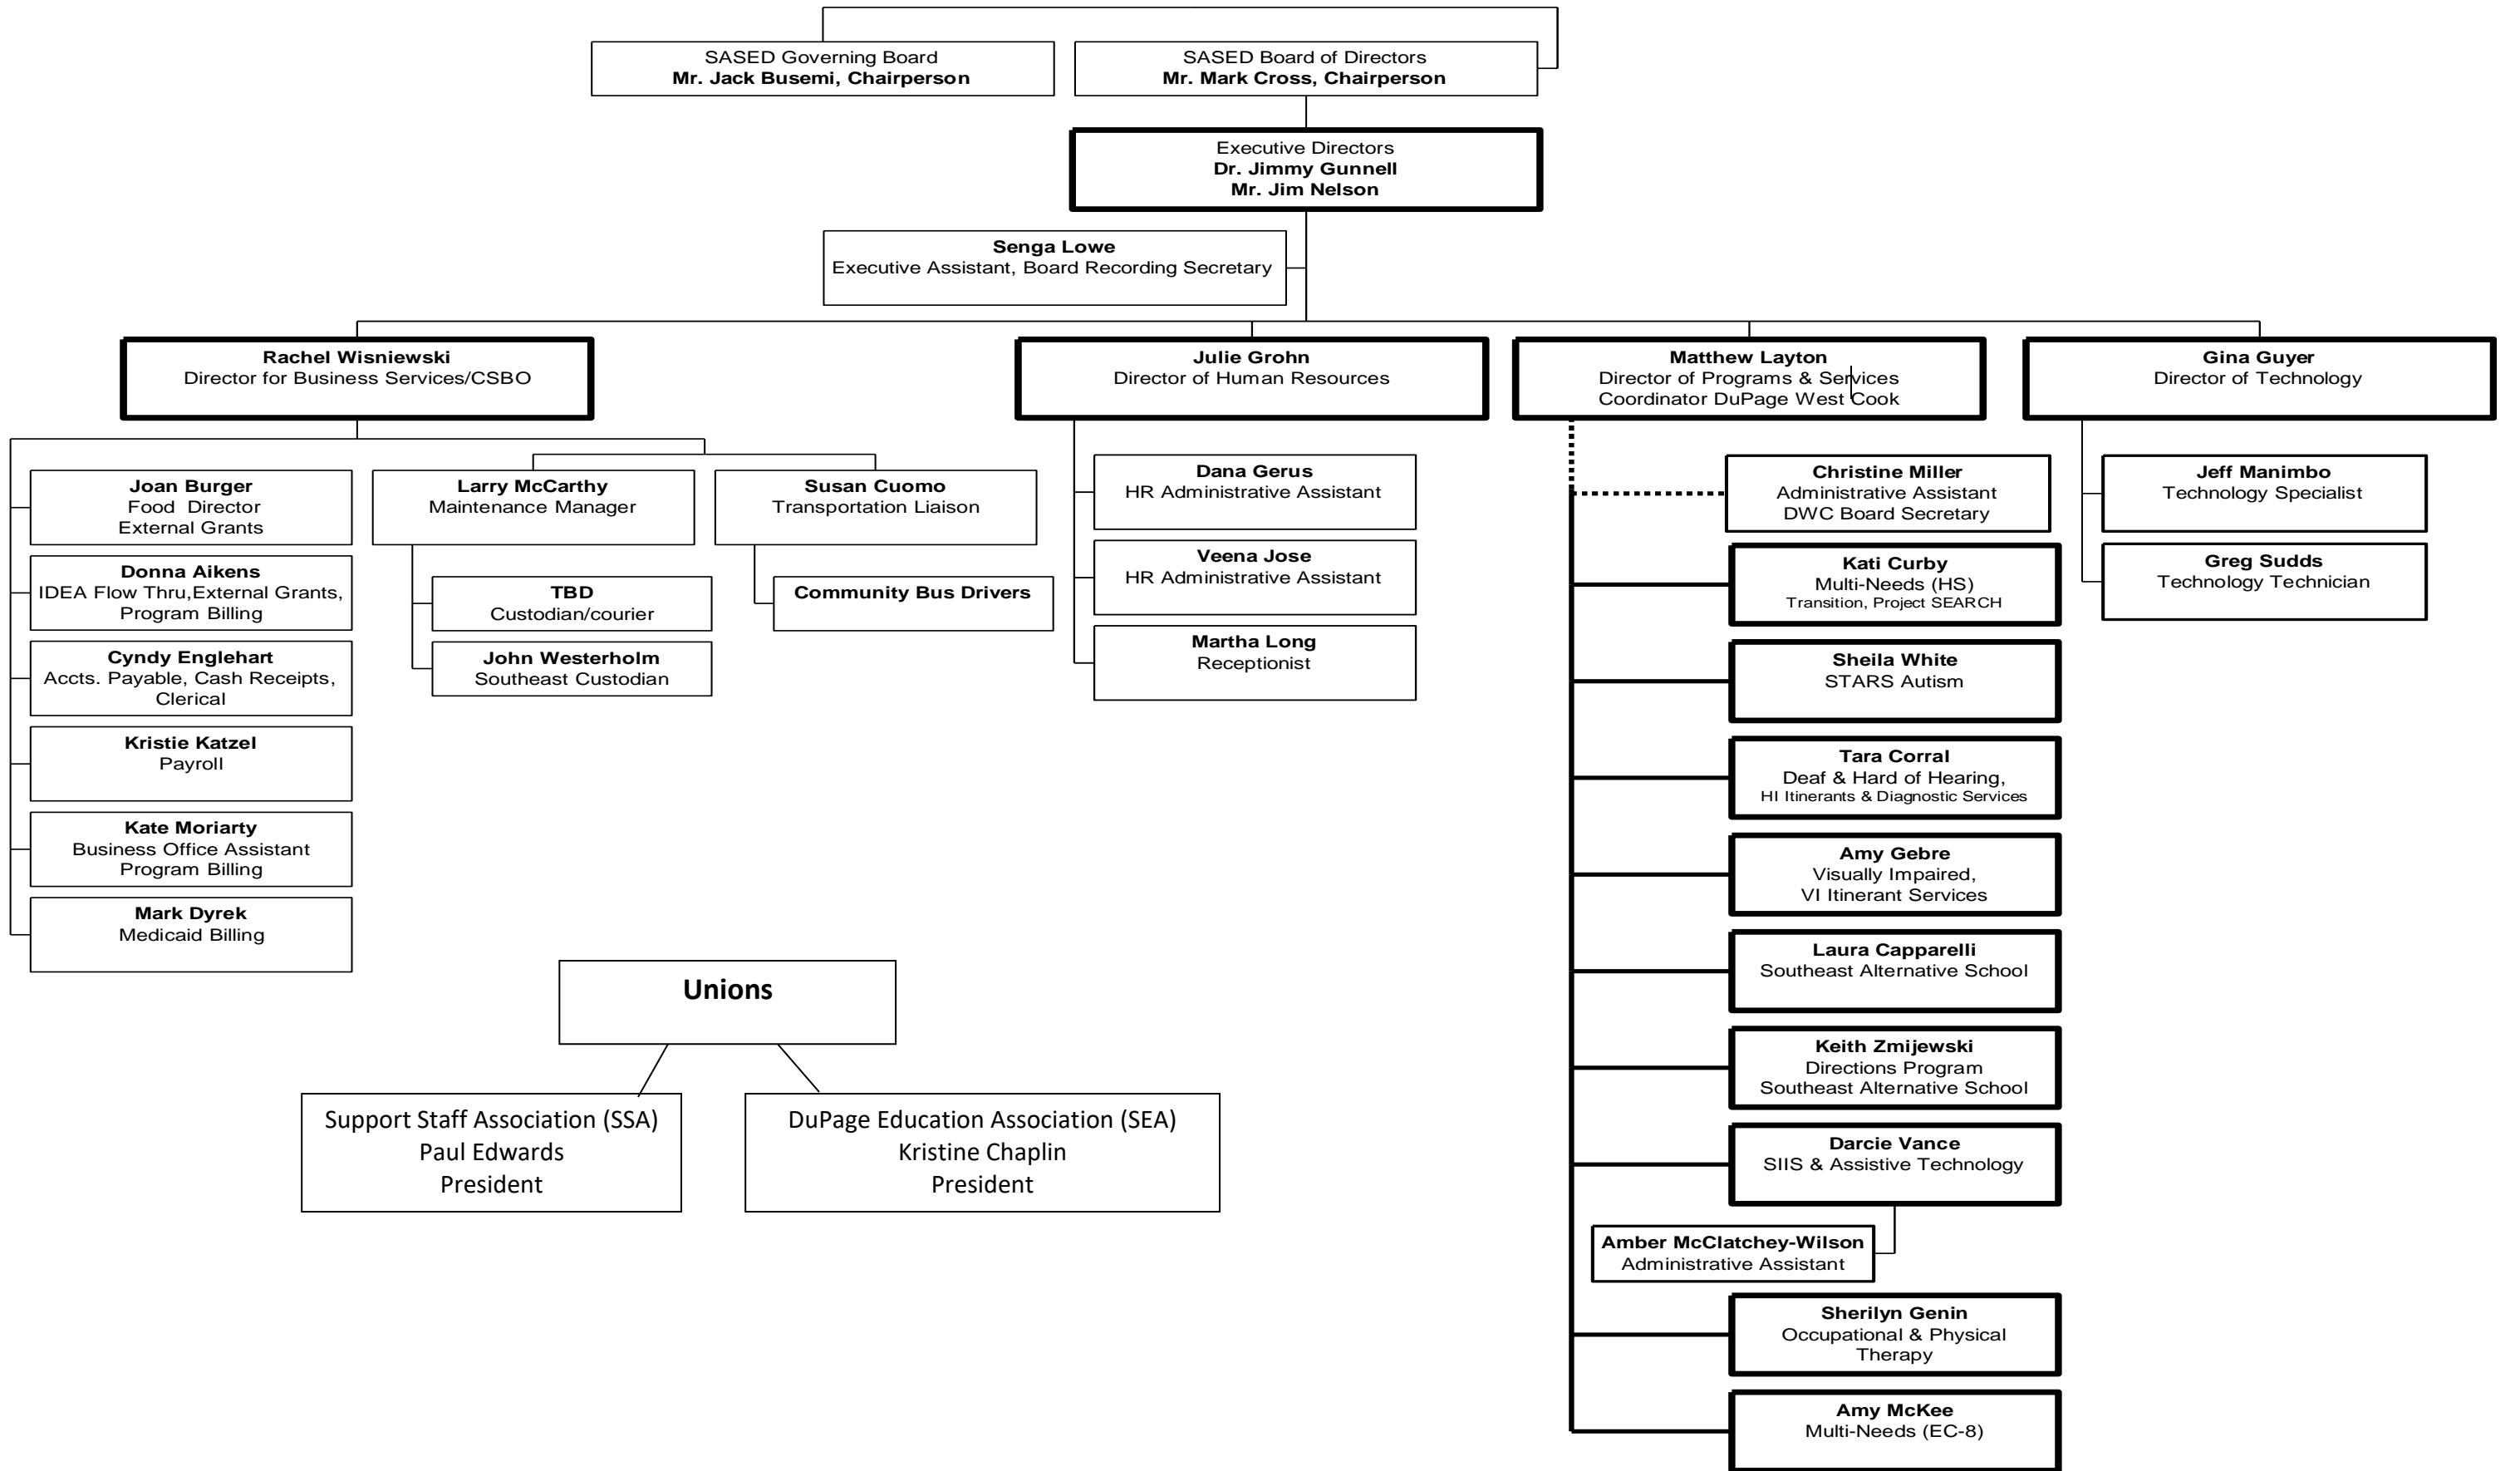 SASED Governing Board
Mr. Jack Busemi, Chairperson
SASED Board of Directors
Mr. Mark Cross, Chairperson
Executive Directors
Dr. Jimmy Gunnell
Mr. Jim Nelson
Senga Lowe
Executive Assistant, Board Recording Secretary
Rachel Wisniewski
Director for Business Services/CSBO
Julie Grohn
Director of Human Resources
Matthew Layton
Director of Programs & Services
Coordinator DuPage West Cook
Gina Guyer
Director of Technology
Joan Burger
Food Director
External Grants
Donna Aikens
IDEA Flow Thru,External Grants,
Program Billing
Cyndy Englehart
Accts. Payable, Cash Receipts,
Clerical
Kristie Katzel
Payroll
Kate Moriarty
Business Office Assistant
Program Billing
Mark Dyrek
Medicaid Billing
Larry McCarthy
Maintenance Manager
TBD
Custodian/courier
John Westerholm
Southeast Custodian
Susan Cuomo
Transportation Liaison
Community Bus Drivers
Dana Gerus
HR Administrative Assistant
Veena Jose
HR Administrative Assistant
Martha Long
Receptionist
Christine Miller
Administrative Assistant
DWC Board Secretary
Kati Curby
Multi-Needs (HS)
Transition, Project SEARCH
Sheila White
STARS Autism
Tara Corral
Deaf & Hard of Hearing,
HI Itinerants & Diagnostic Services
Amy Gebre
Visually Impaired,
VI Itinerant Services
Laura Capparelli
Southeast Alternative School
Keith Zmijewski
Directions Program
Southeast Alternative School
Darcie Vance
SIIS & Assistive Technology
Amber McClatchey-Wilson
Administrative Assistant
Sherilyn Genin
Occupational & Physical
Therapy
Amy McKee
Multi-Needs (EC-8)
Jeff Manimbo
Technology Specialist
Greg Sudds
Technology Technician
Unions
Support Staff Association (SSA)
Paul Edwards
President
DuPage Education Association (SEA)
Kristine Chaplin
President